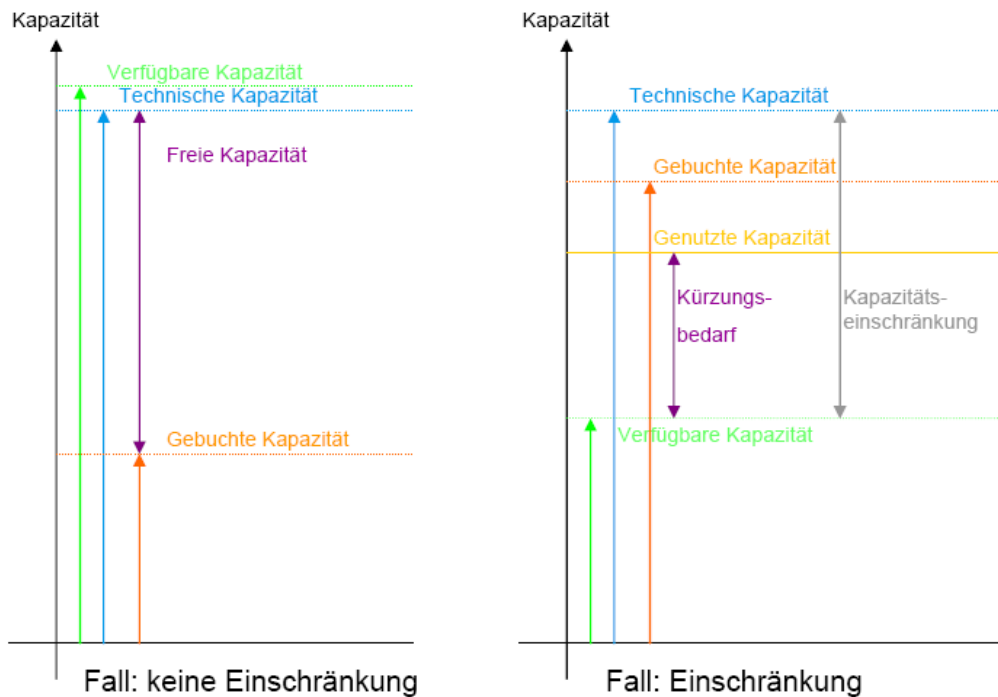 Kapazität
Verfügbare Kapazität
Technische Kapazität
Freie Kapazität
Gebuchte Kapazität
Fall: keine Einschränkung
Kapazität
Technische Kapazität
Gebuchte Kapazität
Genutzte Kapazität
Kürzungs-
bedarf
Kapazitäts-
einschränkung
Verfügbare Kapazität
Fall: Einschränkung